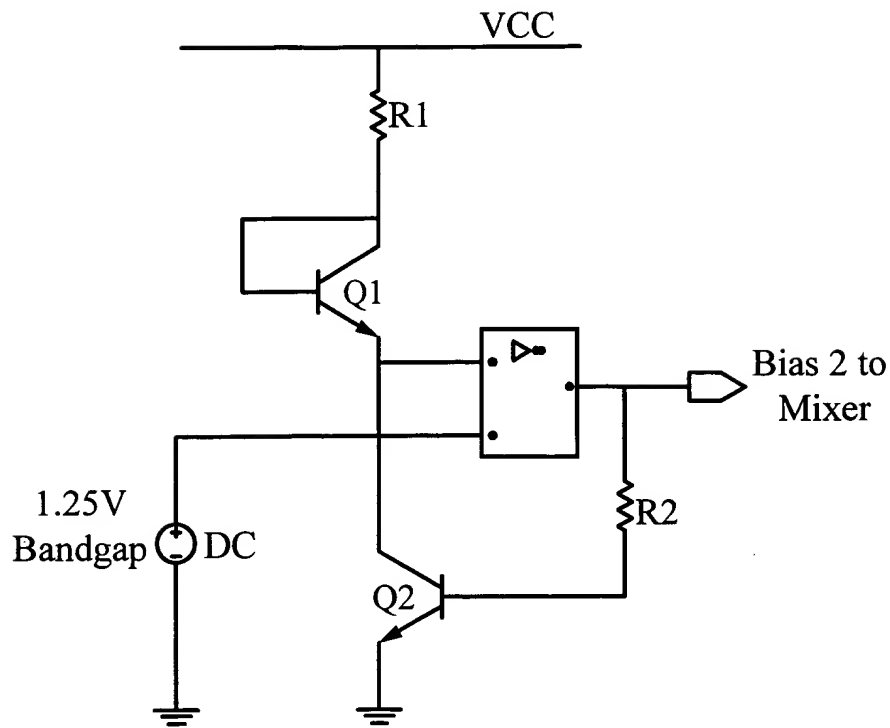 VCC
R1
Q1
Bias 2 to
Mixer
1.25V
Bandgap
DC
R2
Q2
+
-